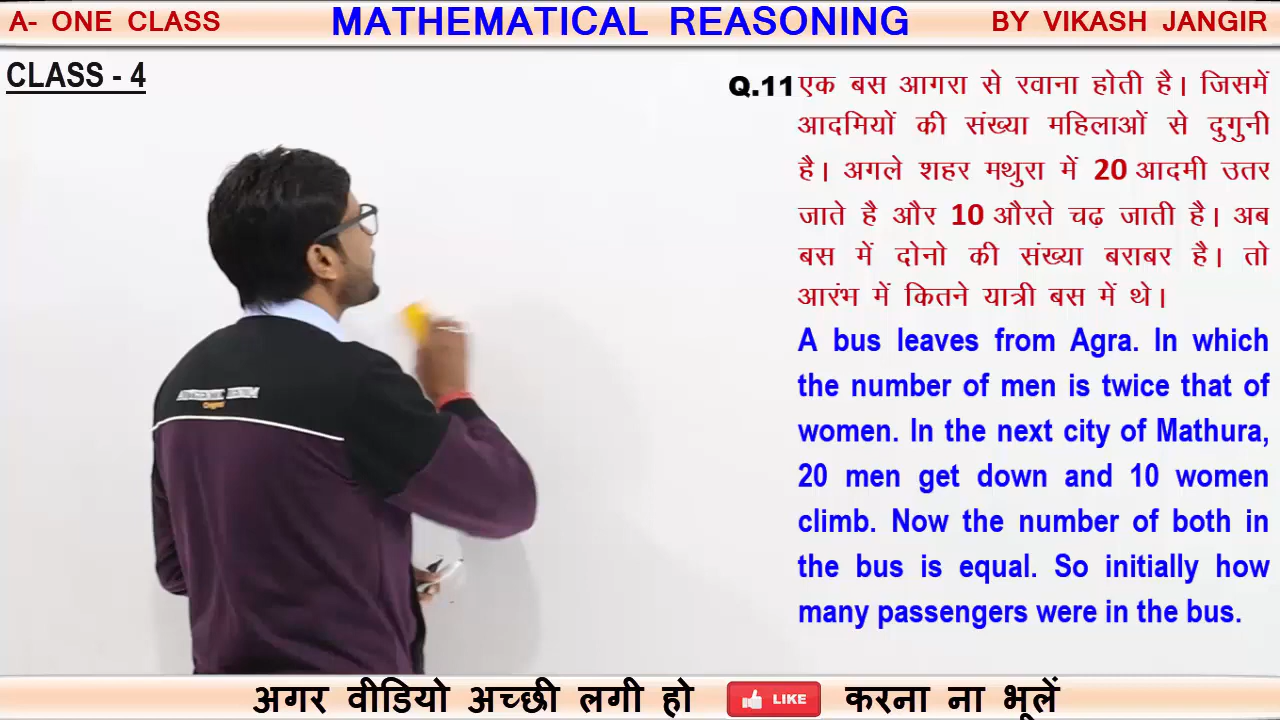 A- ONE CLASS
MATHEMATICAL REASONING
BY VIKASH JANGIR
CLASS - 4
Q.11 एक बस आगरा से रवाना होती है। जिसमें
आदमियों की संख्या महिलाओं से दुगुनी
है। अगले शहर मथुरा में 20 आदमी उतर
जाते है और 10 औरते चढ़ जाती है। अब
बस में दोनो की संख्या बराबर है। तो
आरंभ में कितने यात्री बस में थे।
A bus leaves from Agra. In which
the number of men is twice that of
women. In the next city of Mathura,
20 men get down and 10 women
climb. Now the number of both in
the bus is equal. So initially how
many passengers were in the bus.
अगर वीडियो अच्छी लगी हो LIKE करना ना भूलें